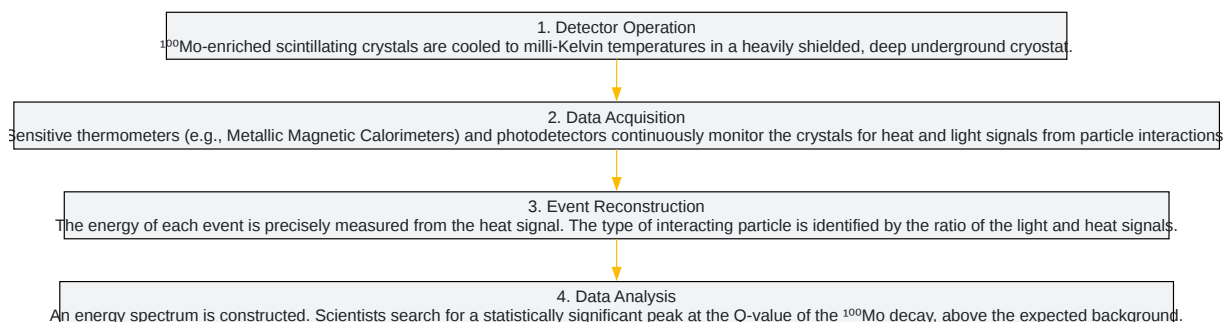 1. Detector Operation
¹⁰⁰Mo-enriched scintillating crystals are cooled to milli-Kelvin temperatures in a heavily shielded, deep underground cryostat.
2. Data Acquisition
Sensitive thermometers (e.g., Metallic Magnetic Calorimeters) and photodetectors continuously monitor the crystals for heat and light signals from particle interactions
3. Event Reconstruction
The energy of each event is precisely measured from the heat signal. The type of interacting particle is identified by the ratio of the light and heat signals.
4. Data Analysis
An energy spectrum is constructed. Scientists search for a statistically significant peak at the Q-value of the ¹⁰⁰Mo decay, above the expected background.